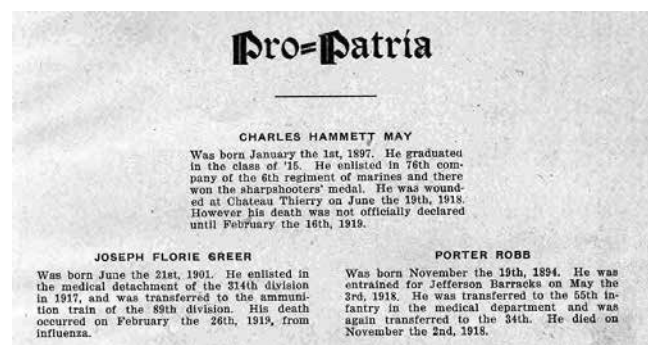 Pro=Patria
CHARLES HAMMETT MAY
Was born January the 1st, 1897. He graduated
in the class of '15. He enlisted in 76th com-
pany of the 6th regiment of marines and there
won the sharpshooters' medal. He was wound-
ed at Chateau Thierry on June the 19th, 1918.
However his death was not officially declared
until February the 16th, 1919.
JOSEPH FLORIE GREER
Was born June the 21st, 1901. He enlisted in
the medical detachment of the 314th division
in 1917, and was transferred to the ammuni-
tion train of the 89th division. His death
occurred on February the 26th, 1919, from
influenza.
PORTER ROBB
Was born November the 19th, 1894. He was
entrained for Jefferson Barracks on May the
3rd, 1918. He was transferred to the 55th in-
fantry in the medical department and was
again transferred to the 34th. He died on
November the 2nd, 1918.